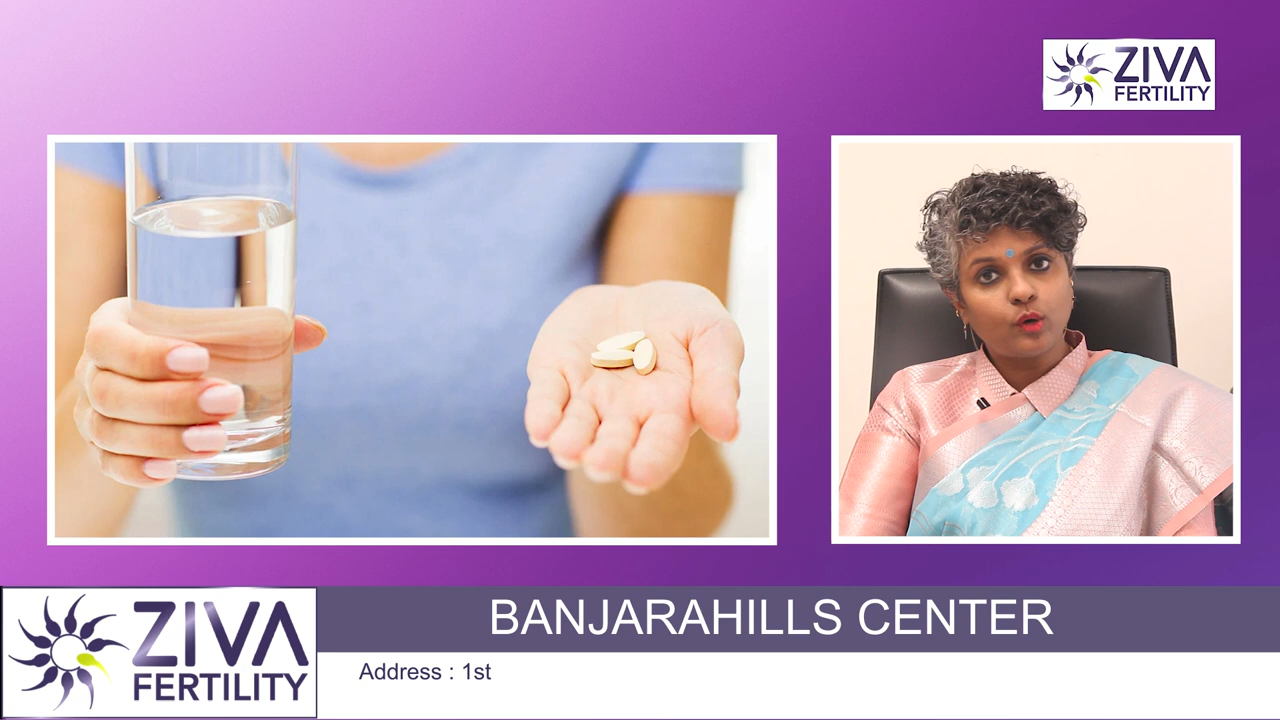 ZIVA
FERTILITY
BANJARAHILLS CENTER
ZIVA
FERTILITY
Address : 1st